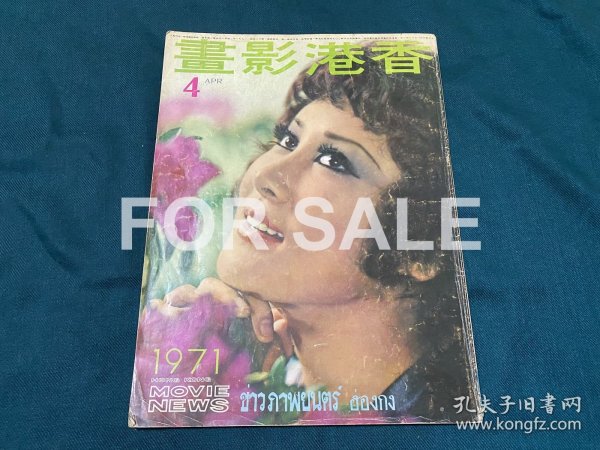 畫影港香
4 APR
FOR SALE
1971
HONG KONG
MOVIE
NEWS
ข่าวภาพยนตร์ ฮ่องกง
孔夫子旧書网
www.kongfz.com